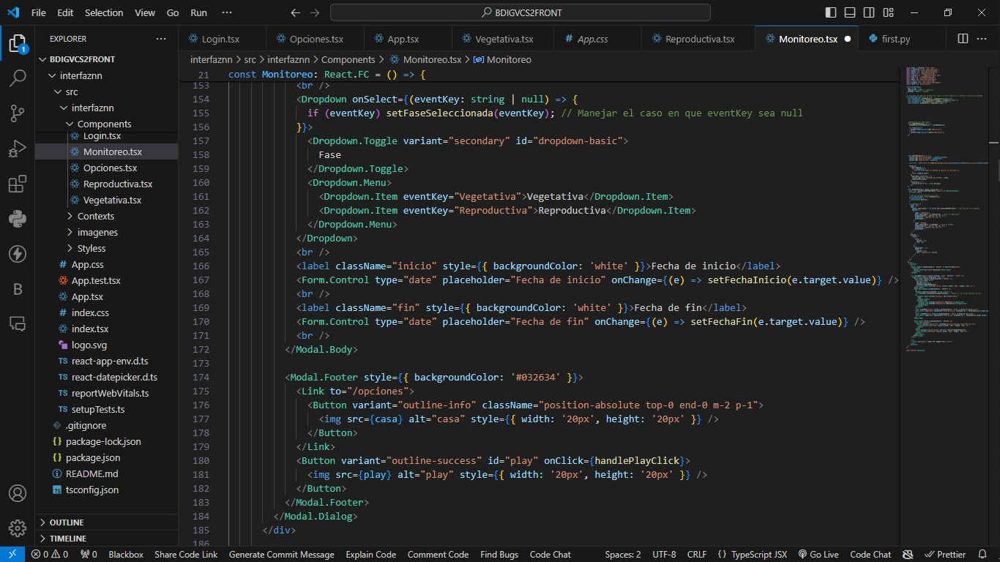 File Edit Selection View Go Run ··· BDIGVCS2FRONT
EXPLORER ···
Login.tsx Opciones.tsx App.tsx Vegetativa.tsx # App.css Reproductiva.tsx Monitoreo.tsx first.py ···
1
BDIGVCS2FRONT
interfaznn
src
interfaznn
Components
Login.tsx
Monitoreo.tsx
Opciones.tsx
Reproductiva.tsx
Vegetativa.tsx
Contexts
imagenes
Styless
# App.css
App.test.tsx
App.tsx
# index.css
index.tsx
logo.svg
TS react-app-env.d.ts
TS react-datepicker.d.ts
TS reportWebVitals.ts
TS setupTests.ts
.gitignore
{} package-lock.json
{} package.json
README.md
tsconfig.json
OUTLINE
TIMELINE
interfaznn > src > interfaznn > Components > Monitoreo.tsx > Monitoreo
21 const Monitoreo: React.FC = () => {
153 <br />
154 <Dropdown onSelect={(eventKey: string | null) => {
155 if (eventKey) setFaseSeleccionada(eventKey); // Manejar el caso en que eventKey sea null
156 }}>
157 <Dropdown.Toggle variant="secondary" id="dropdown-basic">
158 Fase
159 </Dropdown.Toggle>
160 <Dropdown.Menu>
161 <Dropdown.Item eventKey="Vegetativa">Vegetativa</Dropdown.Item>
162 <Dropdown.Item eventKey="Reproductiva">Reproductiva</Dropdown.Item>
163 </Dropdown.Menu>
164 </Dropdown>
165 <br />
166 <label className="inicio" style={{ backgroundColor: 'white' }}>Fecha de inicio</label>
167 <Form.Control type="date" placeholder="Fecha de inicio" onChange={(e) => setFechaInicio(e.target.value)} />
168 <br />
169 <label className="fin" style={{ backgroundColor: 'white' }}>Fecha de fin</label>
170 <Form.Control type="date" placeholder="Fecha de fin" onChange={(e) => setFechaFin(e.target.value)} />
171 <br />
172 </Modal.Body>
173
174 <Modal.Footer style={{ backgroundColor: '#032634' }}>
175 <Link to="/opciones">
176 <Button variant="outline-info" className="position-absolute top-0 end-0 m-2 p-1">
177 <img src={casa} alt="casa" style={{ width: '20px', height: '20px' }} />
178 </Button>
179 </Link>
180 <Button variant="outline-success" id="play" onClick={handlePlayClick}>
181 <img src={play} alt="play" style={{ width: '20px', height: '20px' }} />
182 </Button>
183 </Modal.Footer>
184 </Modal.Dialog>
185 </div>
186
0 0 0 Blackbox Share Code Link Generate Commit Message Explain Code Comment Code Find Bugs Code Chat Spaces: 2 UTF-8 CRLF {} TypeScript JSX Go Live Code Chat Prettier